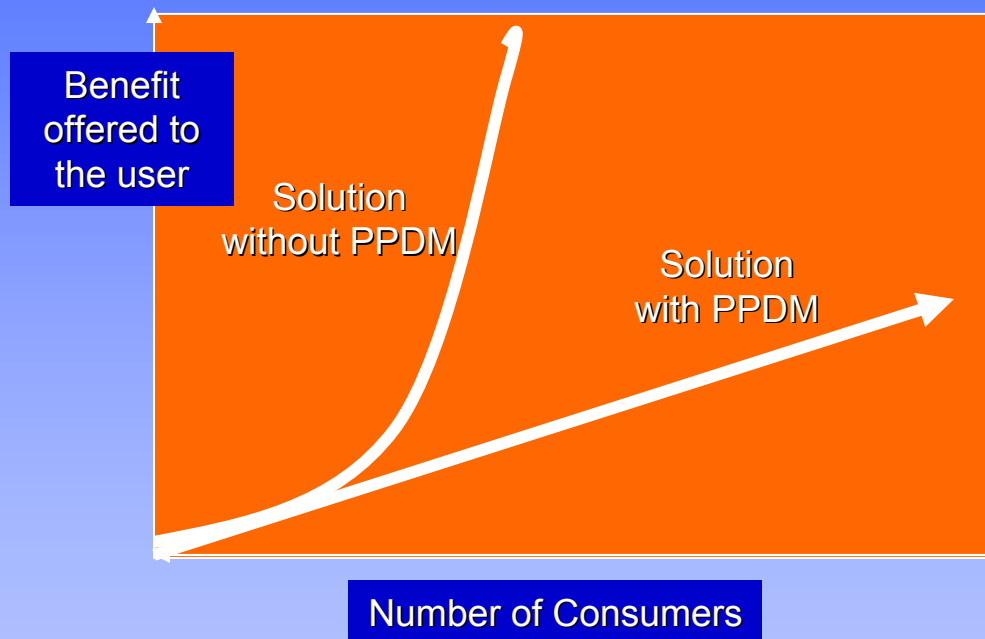 Benefit
offered to
the user
Solution
without PPDM
Solution
with PPDM
Number of Consumers